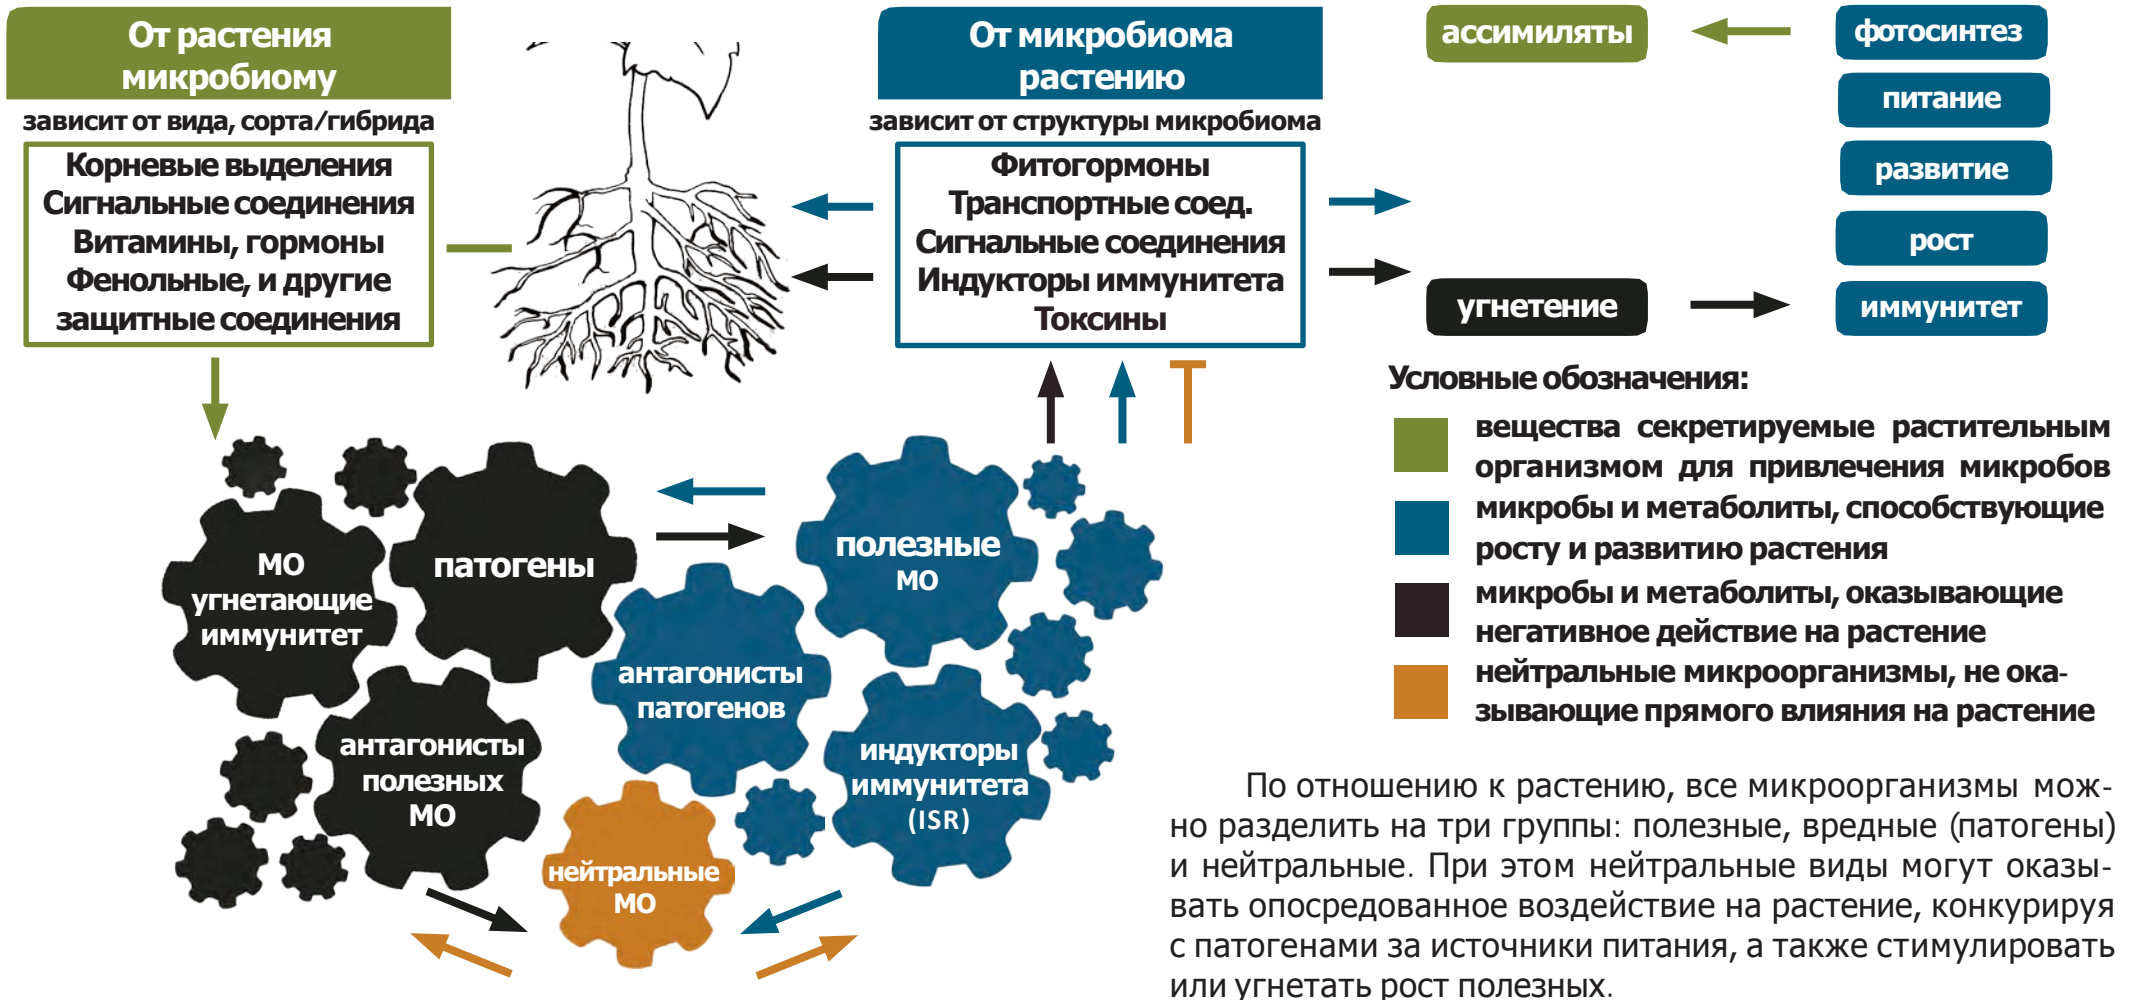 От растения
микробиому
зависит от вида, сорта/гибрида
Корневые выделения
Сигнальные соединения
Витамины, гормоны
Фенольные, и другие
защитные соединения
От микробиома
растению
зависит от структуры микробиома
Фитогормоны
Транспортные соед.
Сигнальные соединения
Индукторы иммунитета
Токсины
ассимиляты
фотосинтез
питание
развитие
рост
угнетение
иммунитет
Условные обозначения:
вещества секретируемые растительным
организмом для привлечения микробов
микробы и метаболиты, способствующие
росту и развитию растения
микробы и метаболиты, оказывающие
негативное действие на растение
нейтральные микроорганизмы, не ока-
зывающие прямого влияния на растение
МО
угнетающие
иммунитет
патогены
полезные
МО
антагонисты
патогенов
антагонисты
полезных
МО
индукторы
иммунитета
(ISR)
нейтральные
МО
По отношению к растению, все микроорганизмы мож-
но разделить на три группы: полезные, вредные (патогены)
и нейтральные. При этом нейтральные виды могут оказы-
вать опосредованное воздействие на растение, конкурируя
с патогенами за источники питания, а также стимулировать
или угнетать рост полезных.